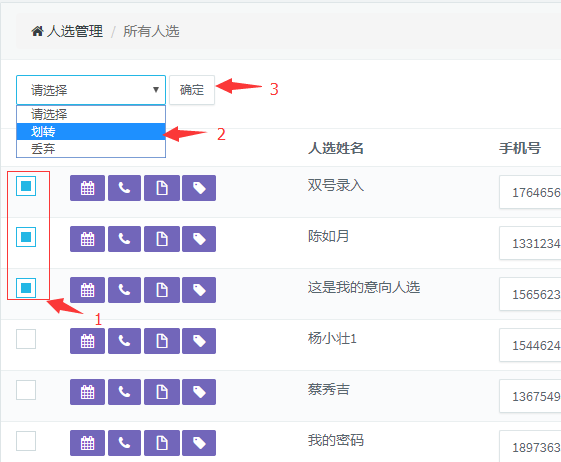 人选管理 / 所有人选
请选择 确定 3
请选择
划转 2
丢弃
人选姓名 手机号
双号录入 1764656
陈如月 1331234
这是我的意向人选 1565623
1
杨小壮1 1544624
蔡秀吉 1367549
我的密码 1897363